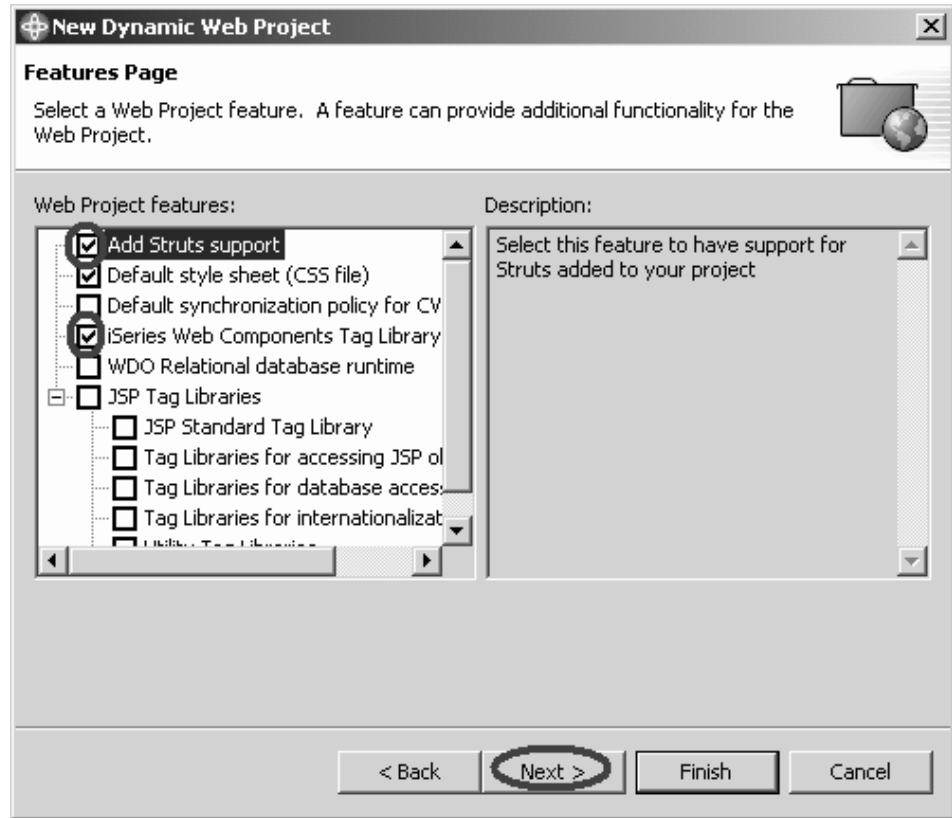 New Dynamic Web Project
Features Page
Select a Web Project feature. A feature can provide additional functionality for the
Web Project.
Web Project features:
Description:
Add Struts support
Default style sheet (CSS file)
Default synchronization policy for CV
iSeries Web Components Tag Library
WDO Relational database runtime
JSP Tag Libraries
JSP Standard Tag Library
Tag Libraries for accessing JSP
Tag Libraries for database acces
Tag Libraries for internationalizat
Utility Tag Libraries
Select this feature to have support for
Struts added to your project
< Back
Next >
Finish
Cancel